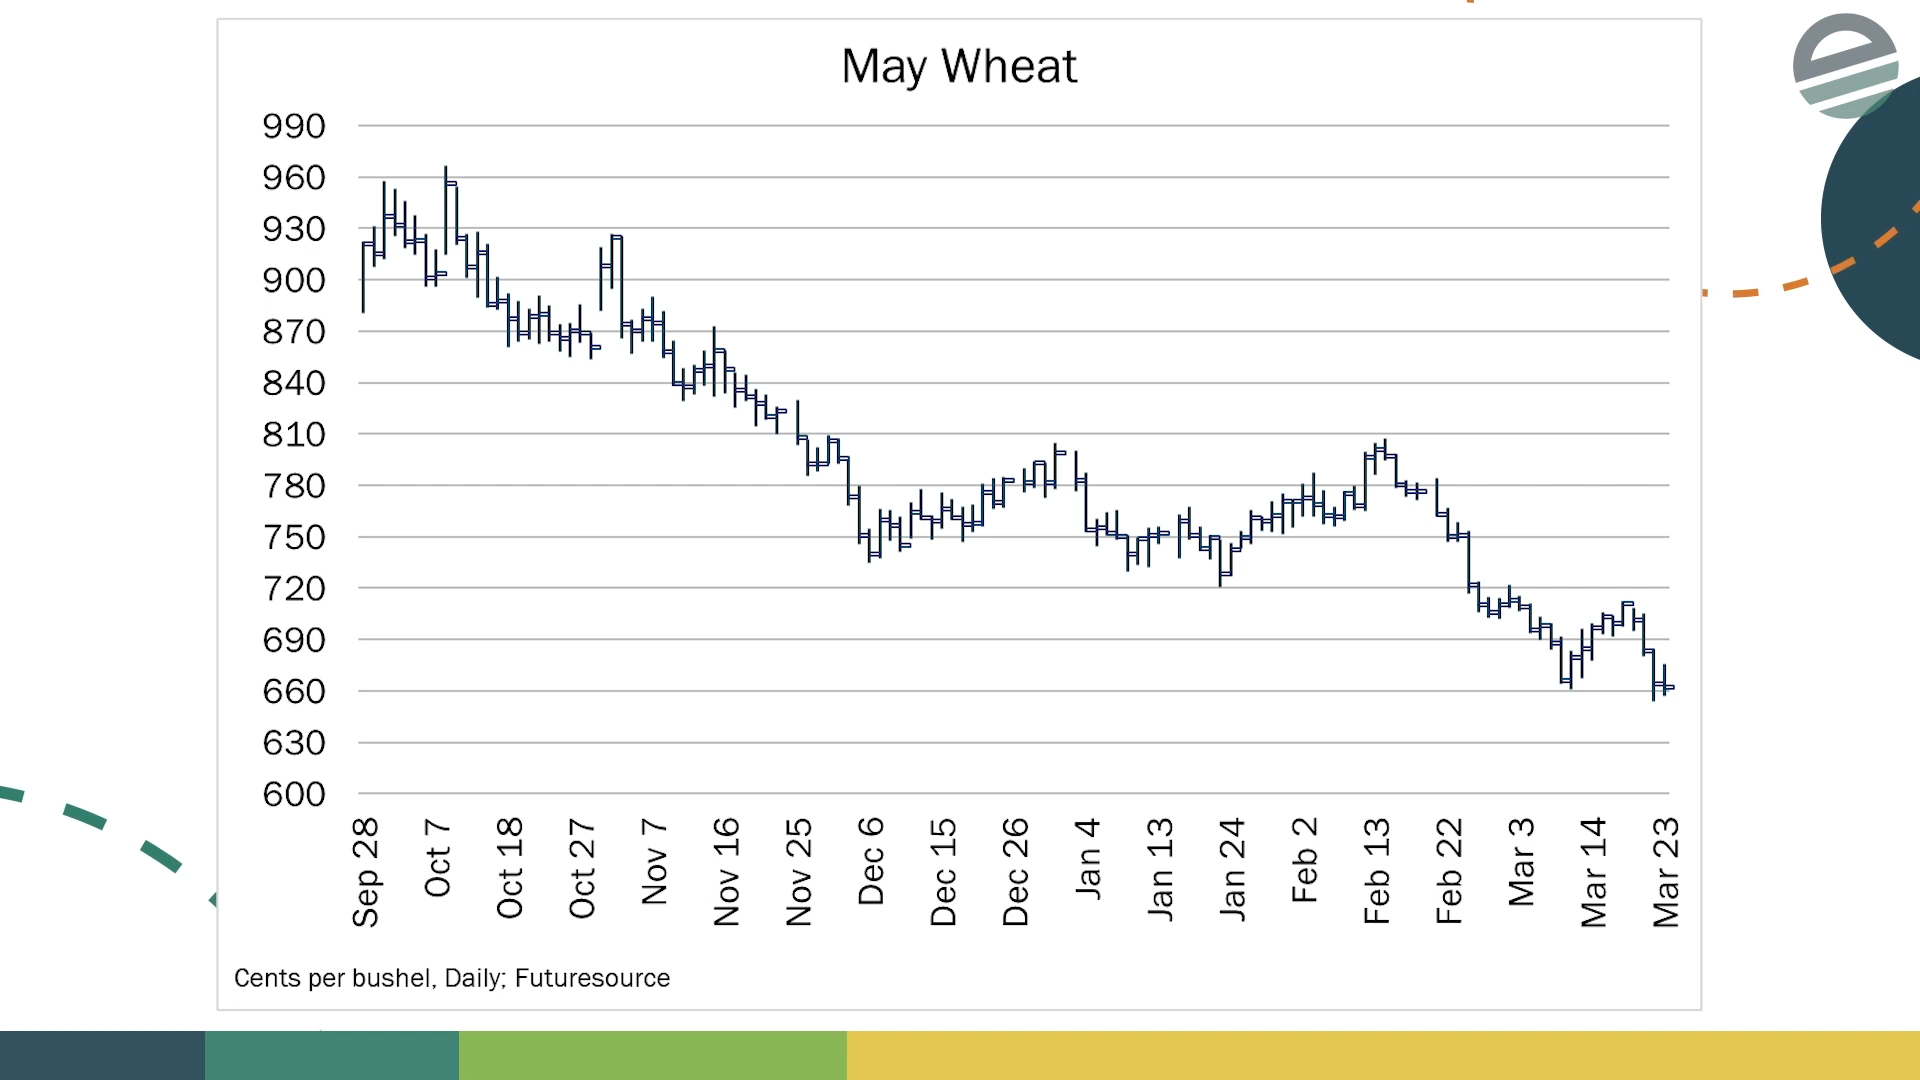 May Wheat
990
960
930
900
870
840
810
780
750
720
690
660
630
600
Sep 28
Oct 7
Oct 18
Oct 27
Nov 7
Nov 16
Nov 25
Dec 6
Dec 15
Dec 26
Jan 4
Jan 13
Jan 24
Feb 2
Feb 13
Feb 22
Mar 3
Mar 14
Mar 23
Cents per bushel, Daily; Futuresource